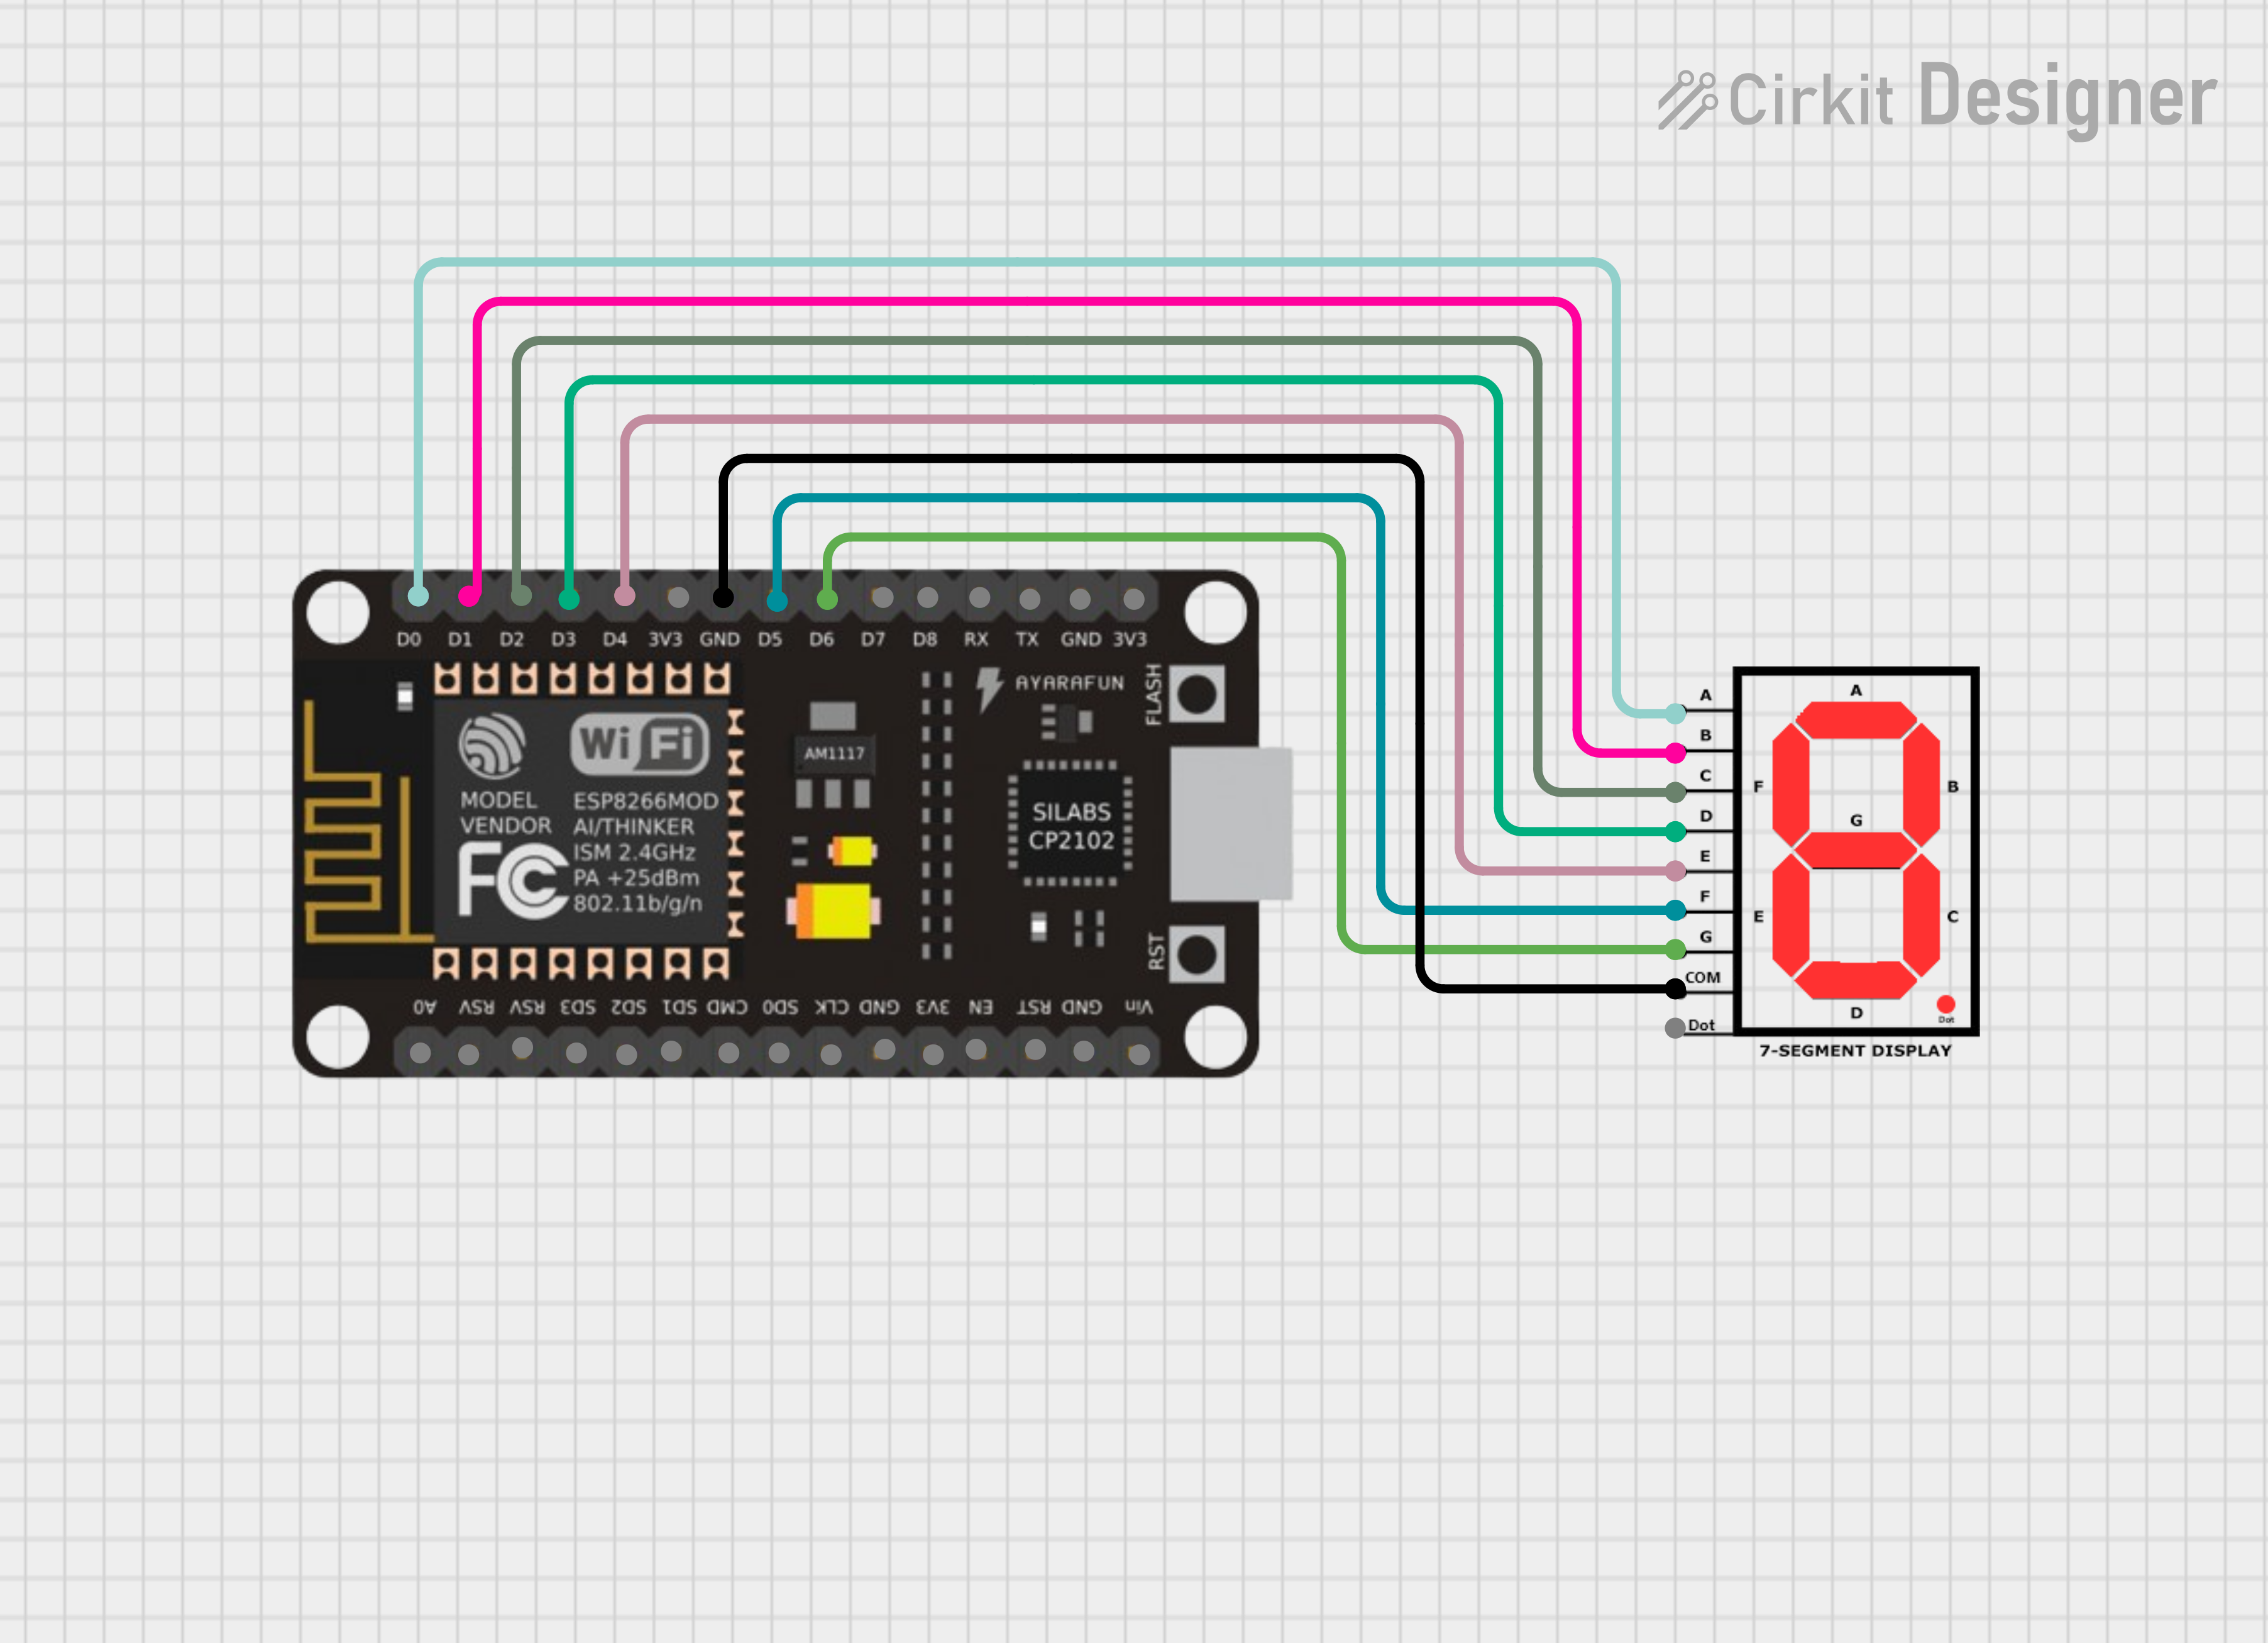 Cirkit Designer
D0 D1 D2 D3 D4 3V3 GND D5 D6 D7 D8 RX TX GND 3V3
AYARAFUN
FLASH
WiFi
AM1117
MODEL ESP8266MOD
VENDOR AI/THINKER
ISM 2.4GHz
PA +25dBm
802.11b/g/n
FC
SILABS
CP2102
RST
A0 RSV RSV SD3 SD2 SD1 CMD SD0 CLK GND 3V3 EN RST GND Vin
A
B
C
D
E
F
G
COM
Dot
A
F
B
G
E
C
D
Dot
7-SEGMENT DISPLAY